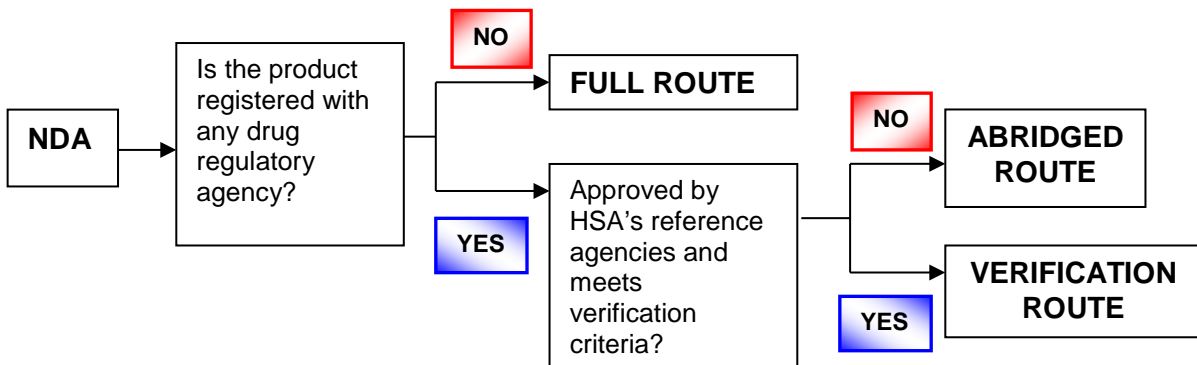 NDA
Is the product
registered with
any drug
regulatory
agency?
NO
FULL ROUTE
YES
Approved by
HSA’s reference
agencies and
meets
verification
criteria?
NO
ABRIDGED
ROUTE
YES
VERIFICATION
ROUTE